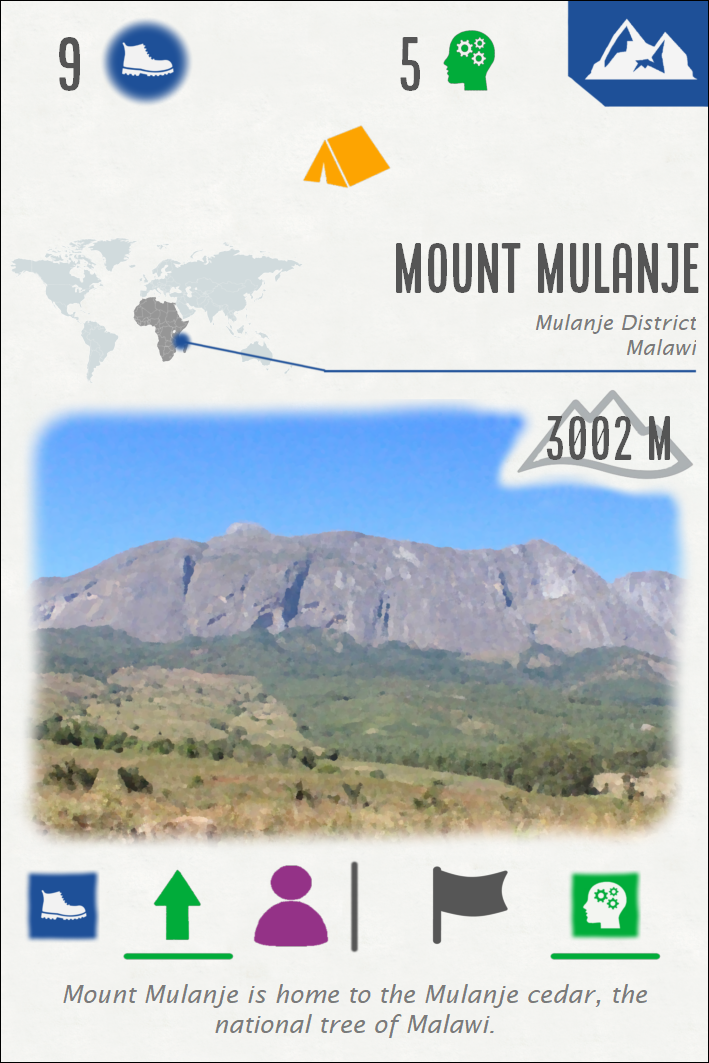 9
5
MOUNT MULANJE
Mulanje District
Malawi
3002 M
Mount Mulanje is home to the Mulanje cedar, the
national tree of Malawi.